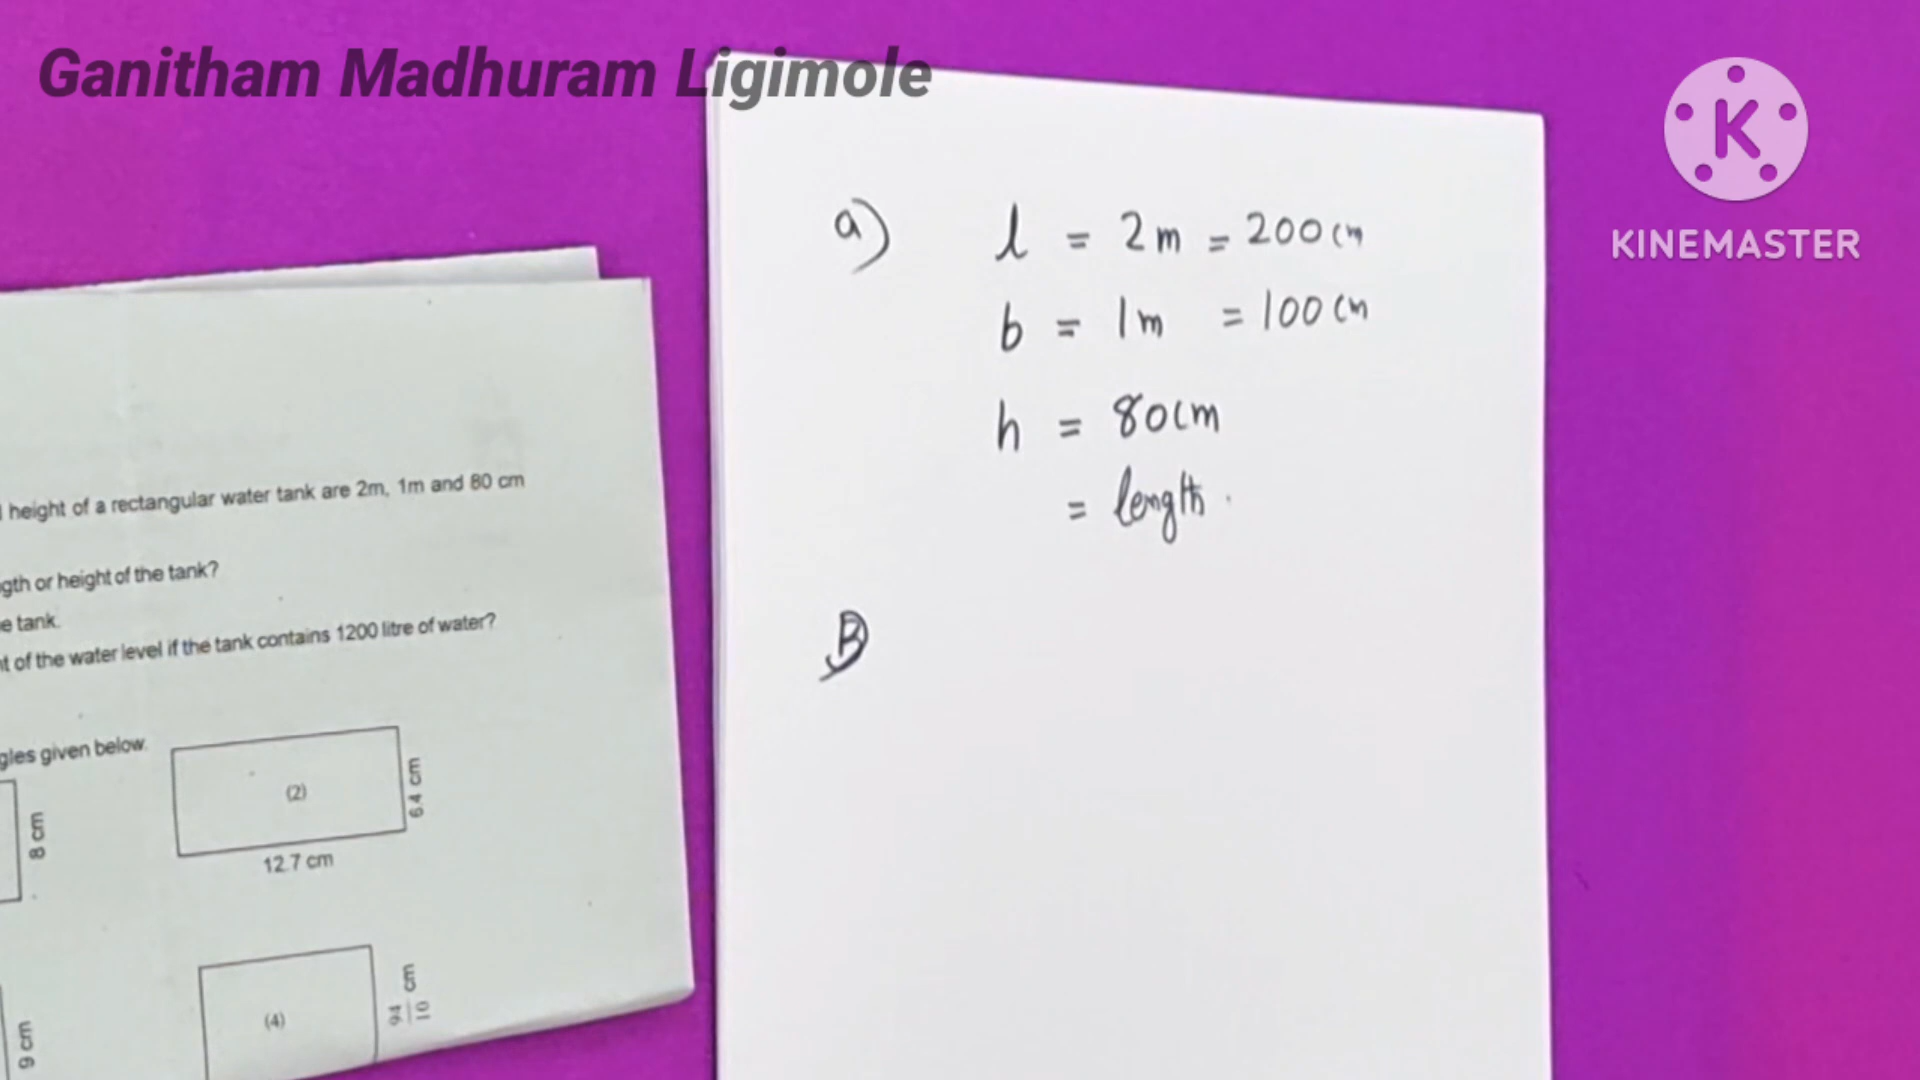 Ganitham Madhuram Ligimole
KINEMASTER
height of a rectangular water tank are 2m, 1m and 80 cm
gth or height of the tank?
e tank.
t of the water level if the tank contains 1200 litre of water?
gles given below.
8 cm
(2)
6.4 cm
12.7 cm
9 cm
(4)
94/10 cm
a) l = 2m = 200cm
b = 1m = 100cm
h = 80cm
= length.
B